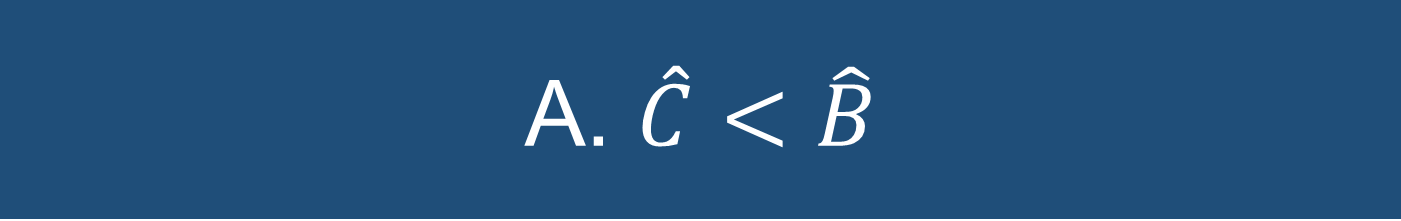 A. Ĉ < B̂